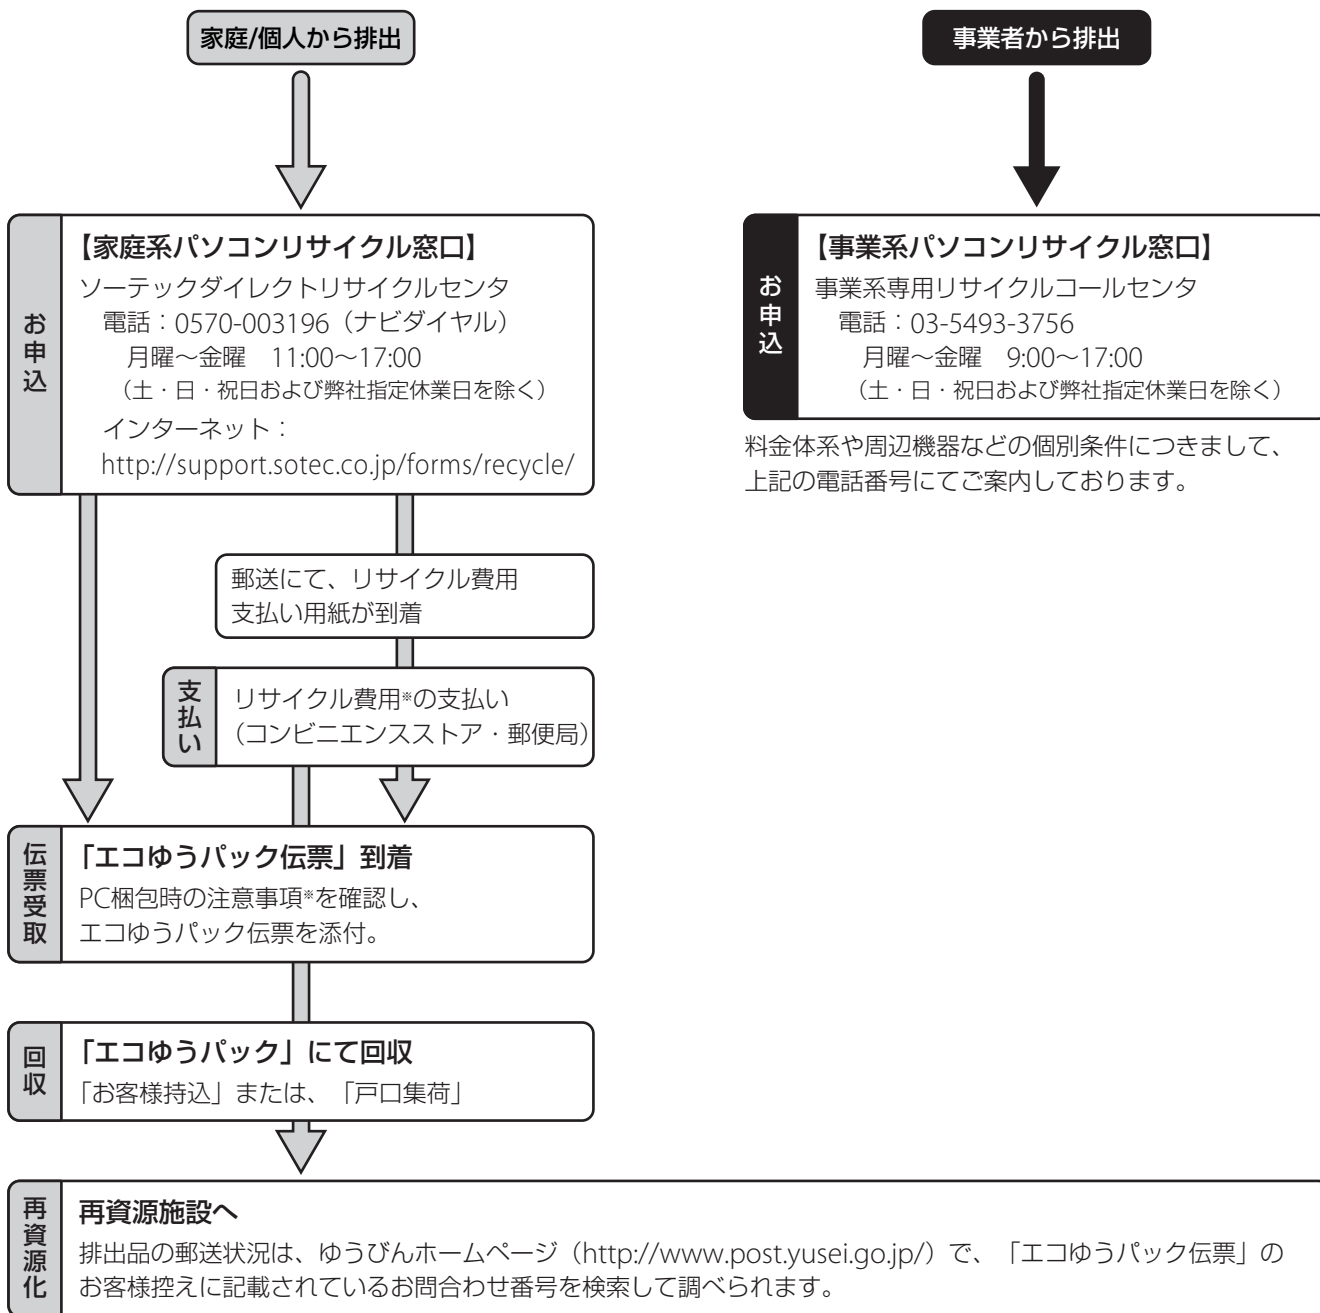 家庭/個人から排出
事業者から排出
お申込
【家庭系パソコンリサイクル窓口】
ソーテックダイレクトリサイクルセンタ
電話：0570-003196（ナビダイヤル）
月曜～金曜　11:00～17:00
（土・日・祝日および弊社指定休業日を除く）
インターネット：
http://support.sotec.co.jp/forms/recycle/
お申込
【事業系パソコンリサイクル窓口】
事業系専用リサイクルコールセンタ
電話：03-5493-3756
月曜～金曜　9:00～17:00
（土・日・祝日および弊社指定休業日を除く）
料金体系や周辺機器などの個別条件につきまして、
上記の電話番号にてご案内しております。
郵送にて、リサイクル費用
支払い用紙が到着
支払い
リサイクル費用※の支払い
（コンビニエンスストア・郵便局）
伝票受取
「エコゆうパック伝票」到着
PC梱包時の注意事項※を確認し、
エコゆうパック伝票を添付。
回収
「エコゆうパック」にて回収
「お客様持込」または、「戸口集荷」
再資源化
再資源施設へ
排出品の郵送状況は、ゆうびんホームページ（http://www.post.yusei.go.jp/）で、「エコゆうパック伝票」の
お客様控えに記載されているお問合わせ番号を検索して調べられます。